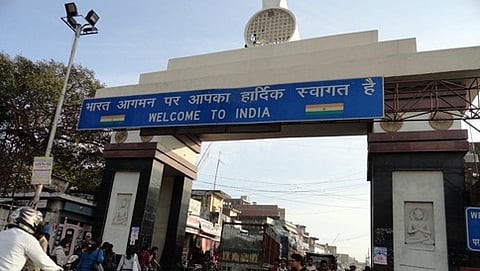 भारत आगमन पर आपका हार्दिक स्वागत है
WELCOME TO INDIA